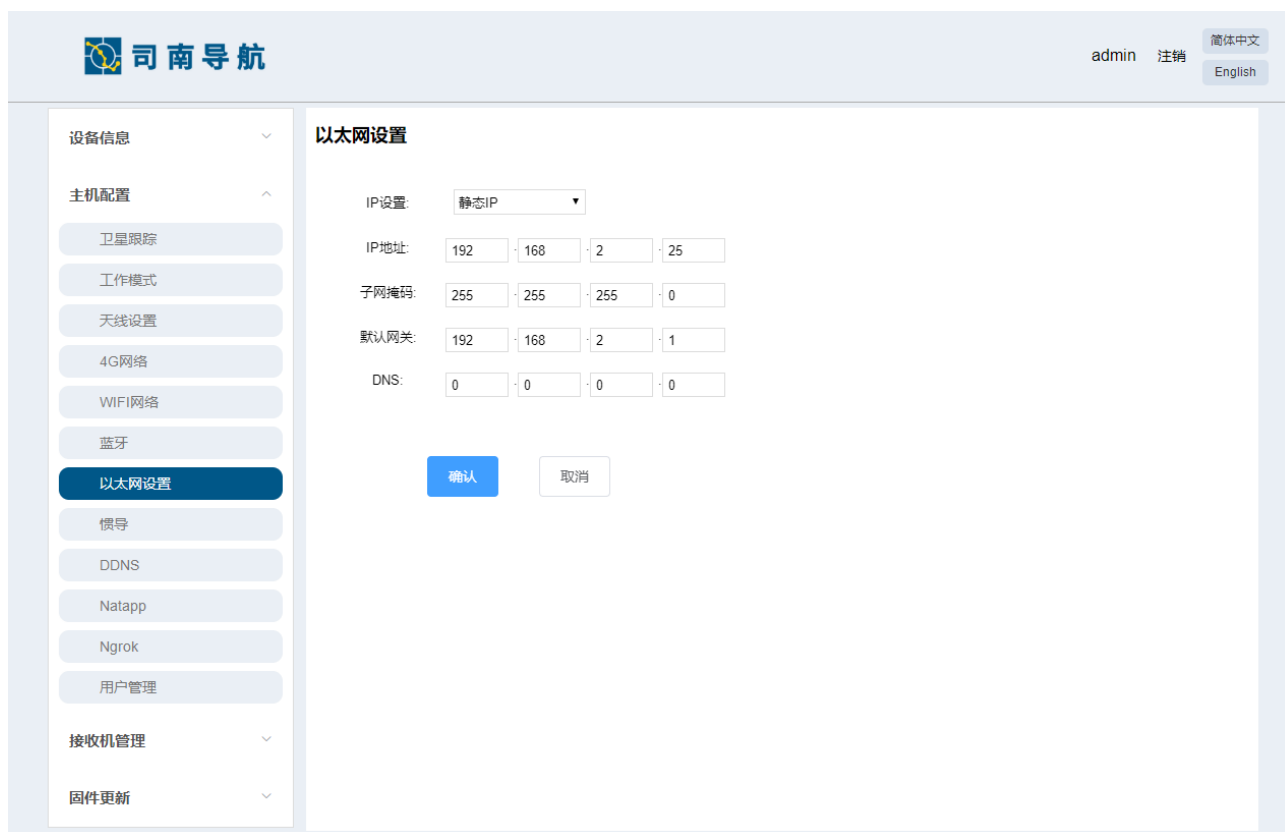 司南导航
admin 注销 简体中文
English
设备信息
主机配置
卫星跟踪
工作模式
天线设置
4G网络
WIFI网络
蓝牙
以太网设置
惯导
DDNS
Natapp
Ngrok
用户管理
接收机管理
固件更新
以太网设置
IP设置: 静态IP
IP地址: 192 · 168 · 2 · 25
子网掩码: 255 · 255 · 255 · 0
默认网关: 192 · 168 · 2 · 1
DNS: 0 · 0 · 0 · 0
确认 取消